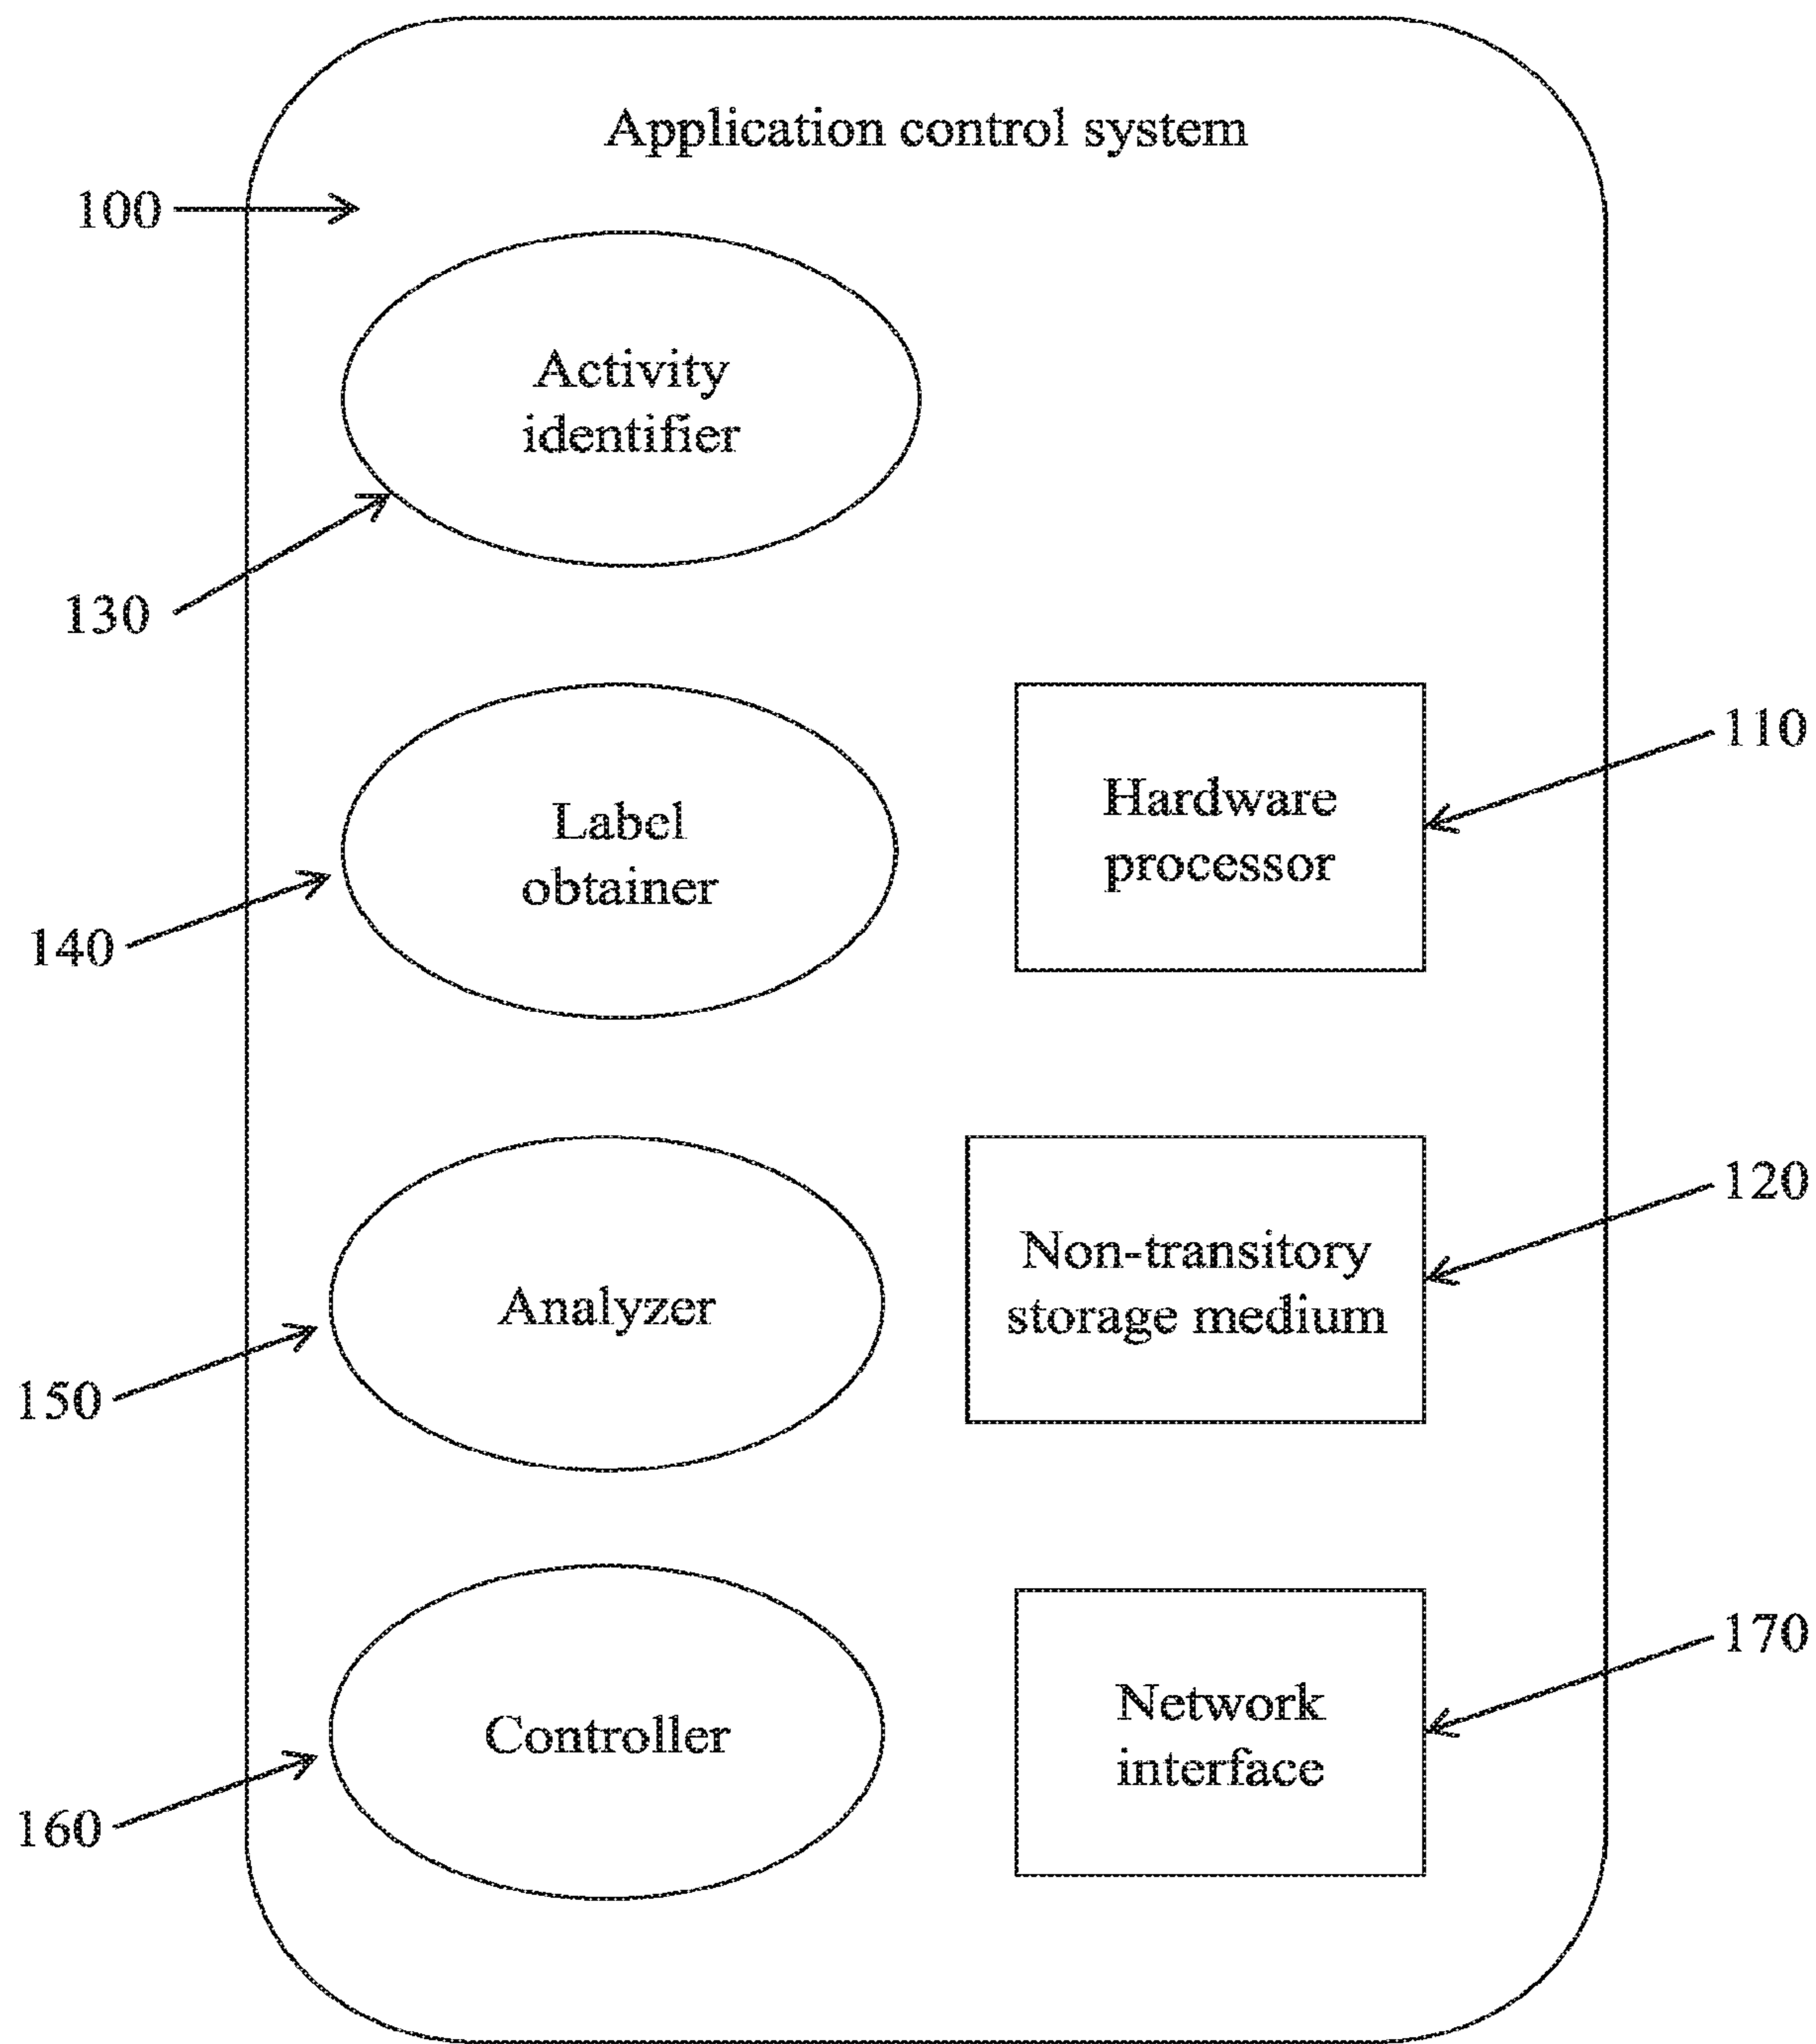 Application control system
100
Activity
identifier
130
Label
obtainer
140
Hardware
processor
110
Analyzer
150
Non-transitory
storage medium
120
Controller
160
Network
interface
170